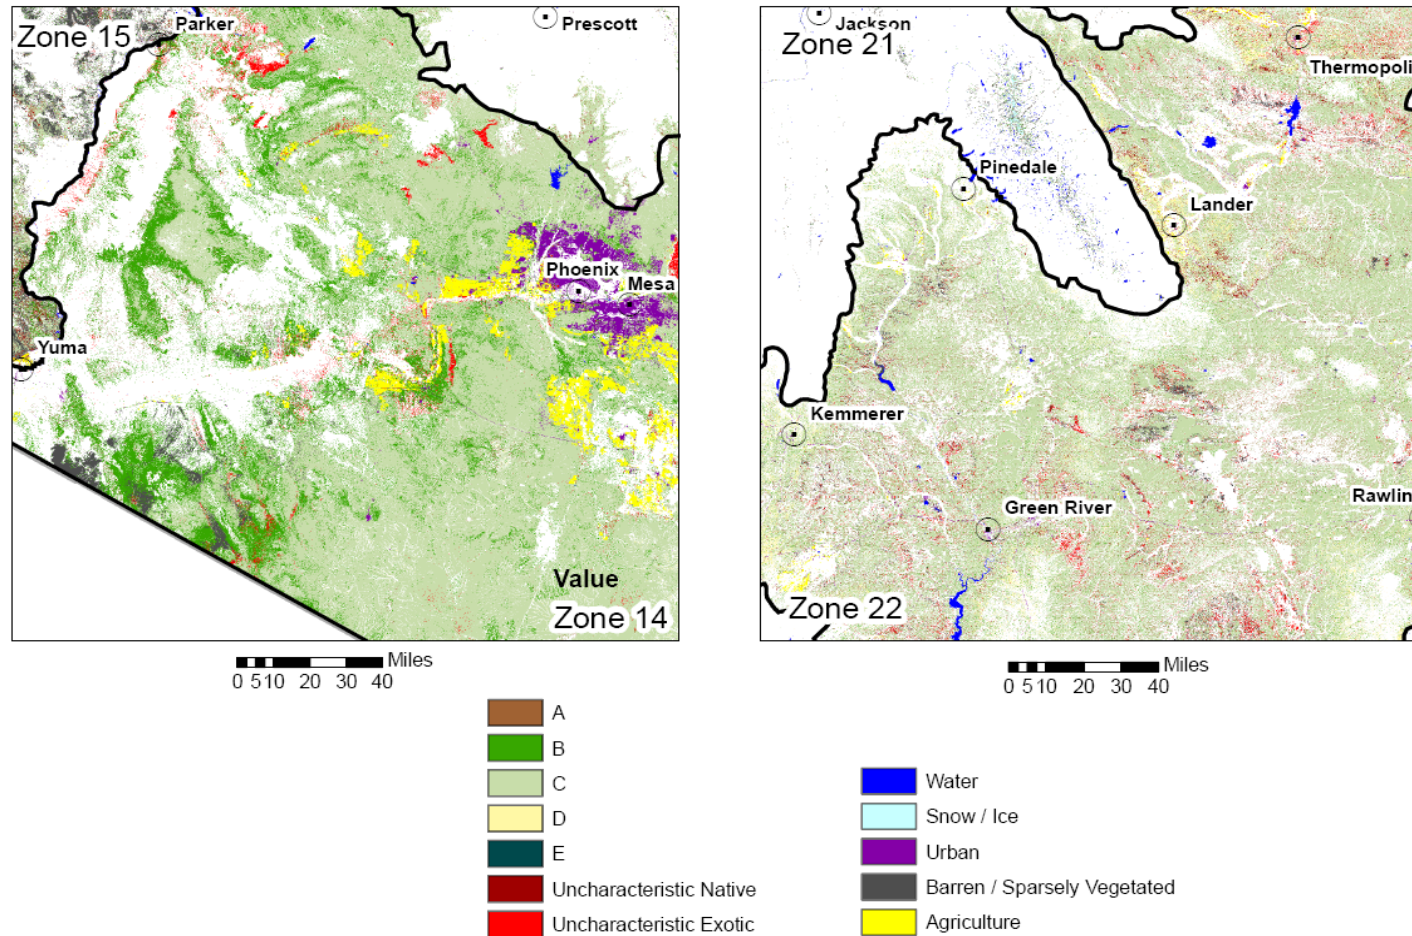 Zone 15
Parker
Prescott
Phoenix
Mesa
Yuma
Value
Zone 14
Miles
0 5 10 20 30 40
Jackson
Zone 21
Thermopoli
Pinedale
Lander
Kemmerer
Green River
Rawlin
Zone 22
Miles
0 5 10 20 30 40
A
B
C
D
E
Uncharacteristic Native
Uncharacteristic Exotic
Water
Snow / Ice
Urban
Barren / Sparsely Vegetated
Agriculture